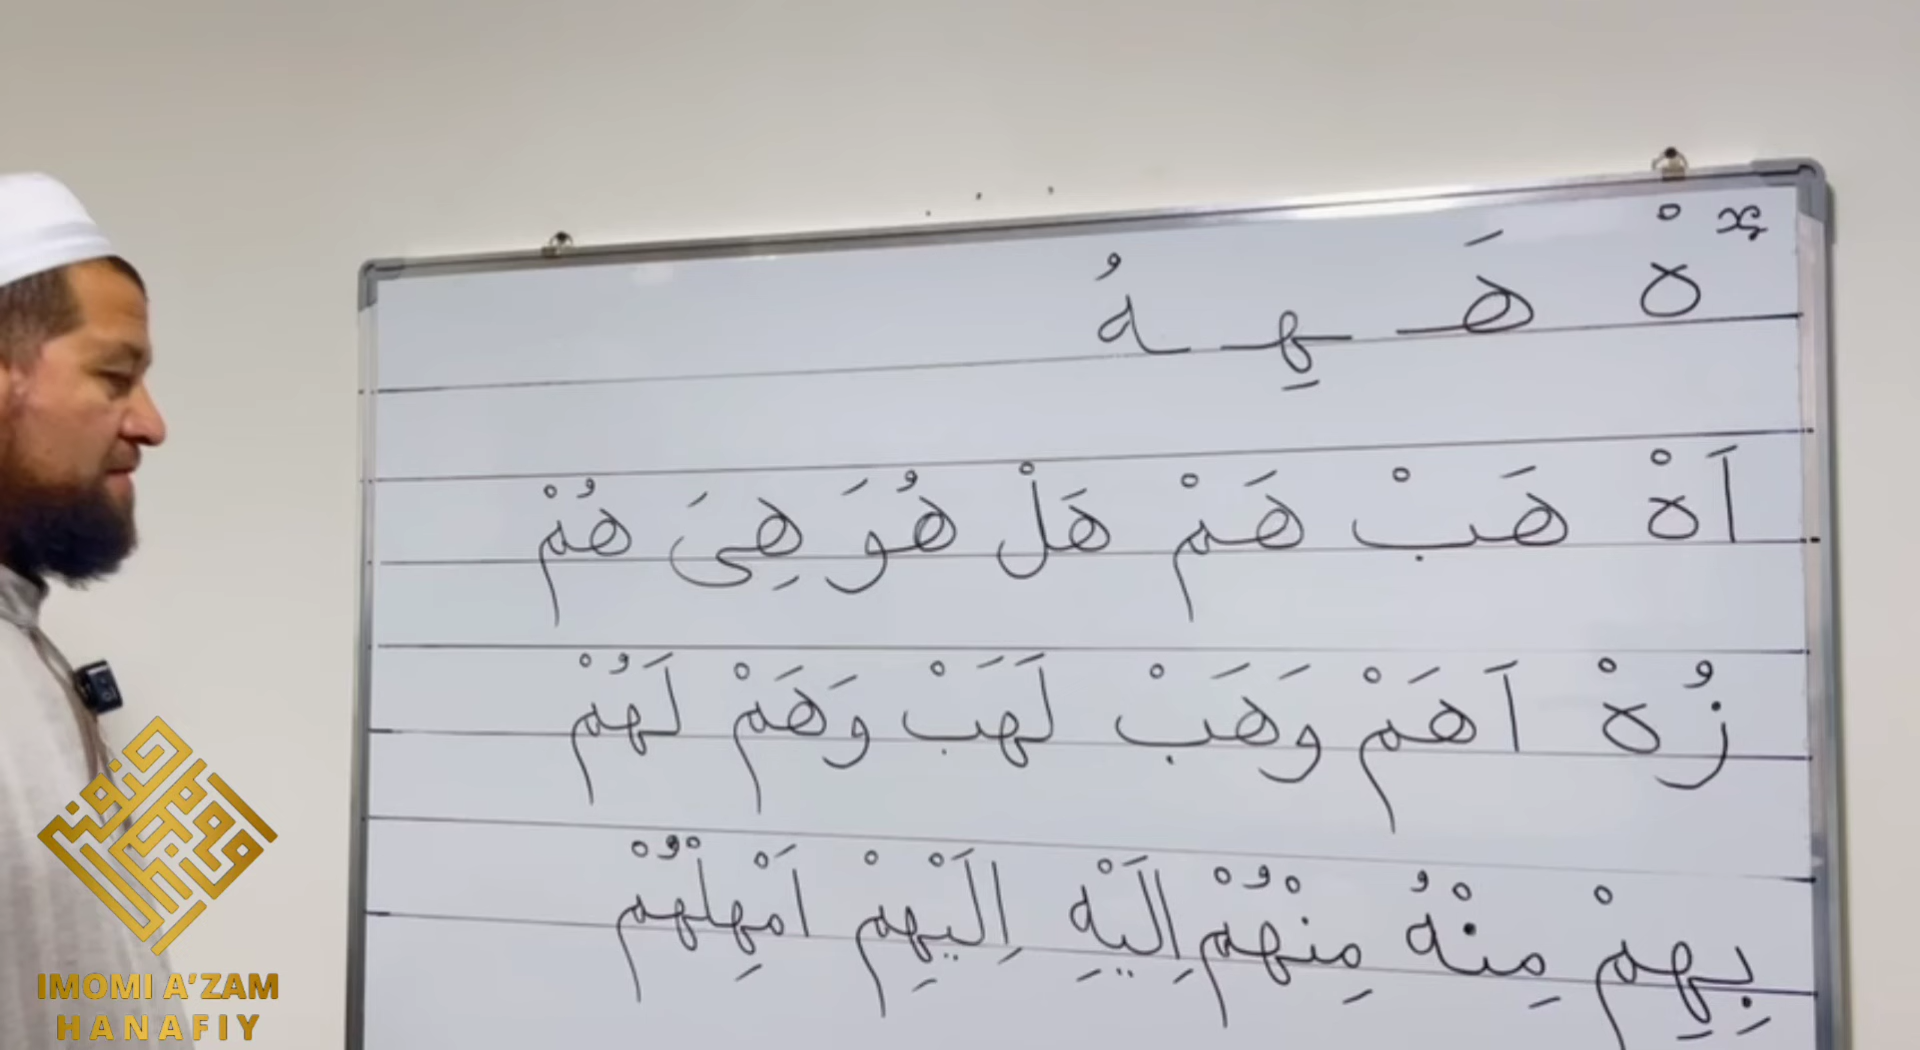 ҳ هْ هَـ ـهِـ ـهُ
اَهْ هَبْ هَمْ هَلْ هُوَ هِىَ هُمْ
زُهْ اَهَمْ وَهَبْ لَهَبْ وَهَمْ لَهُمْ
بِهِمْ مِنْهُ مِنْهُمْ اِلَيْهِ اِلَيْهِمْ اَمْهِلْهُمْ
IMOMI A'ZAM
HANAFIY